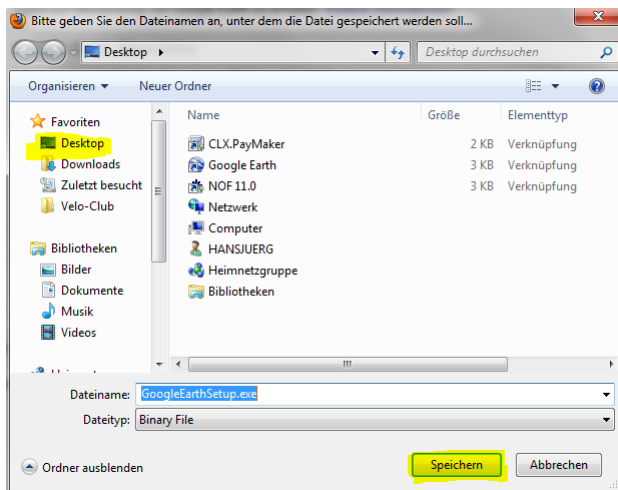 Bitte geben Sie den Dateinamen an, unter dem die Datei gespeichert werden soll...
Desktop
Desktop durchsuchen
Organisieren
Neuer Ordner
Favoriten
Desktop
Downloads
Zuletzt besucht
Velo-Club
Bibliotheken
Bilder
Dokumente
Musik
Videos
Name Größe Elementtyp
CLX.PayMaker 2 KB Verknüpfung
Google Earth 3 KB Verknüpfung
NOF 11.0 3 KB Verknüpfung
Netzwerk
Computer
HANSJUERG
Heimnetzgruppe
Bibliotheken
Dateiname: GoogleEarthSetup.exe
Dateityp: Binary File
Ordner ausblenden
Speichern
Abbrechen